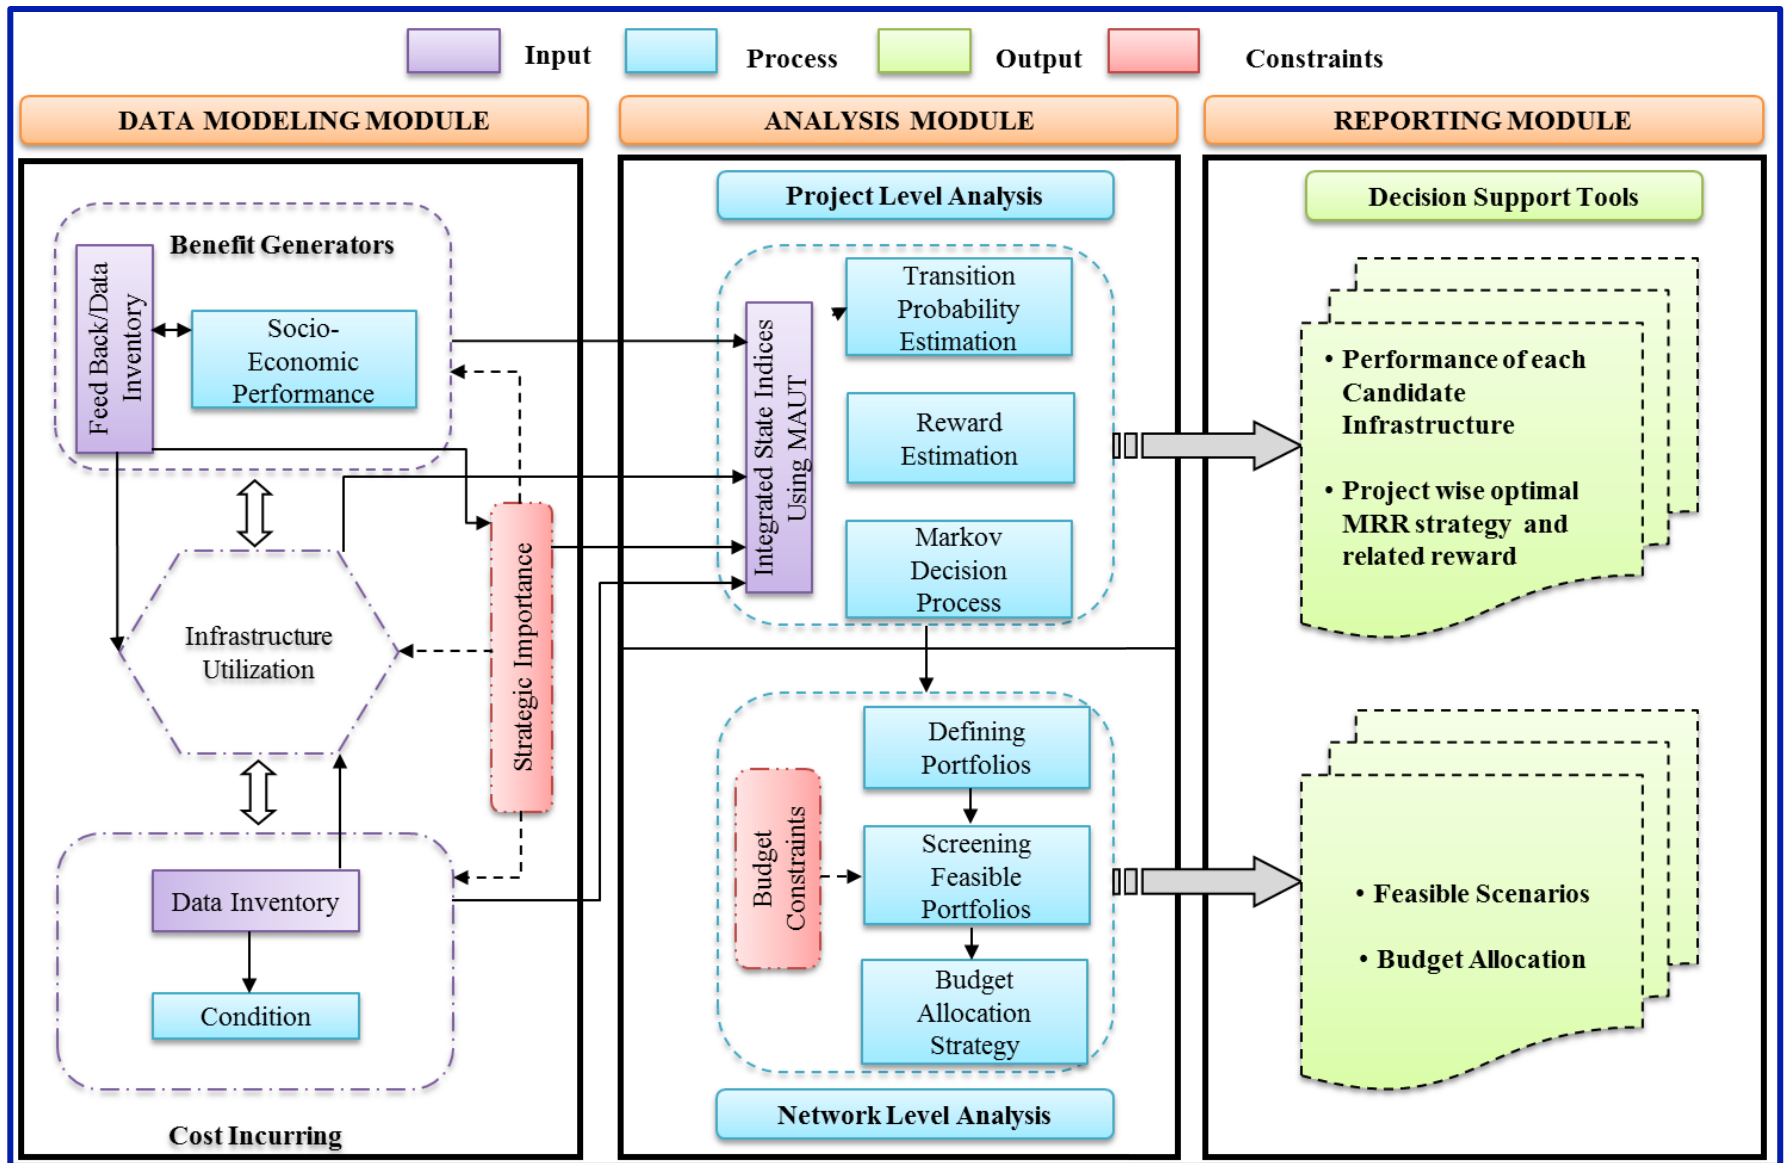 Input
Process
Output
Constraints
DATA MODELING MODULE
ANALYSIS MODULE
REPORTING MODULE
Benefit Generators
Feed Back/Data
Inventory
Socio-
Economic
Performance
Infrastructure
Utilization
Strategic Importance
Data Inventory
Condition
Cost Incurring
Project Level Analysis
Integrated State Indices
Using MAUT
Transition
Probability
Estimation
Reward
Estimation
Markov
Decision
Process
Defining
Portfolios
Budget
Constraints
Screening
Feasible
Portfolios
Budget
Allocation
Strategy
Network Level Analysis
Decision Support Tools
• Performance of each
Candidate
Infrastructure
• Project wise optimal
MRR strategy and
related reward
• Feasible Scenarios
• Budget Allocation